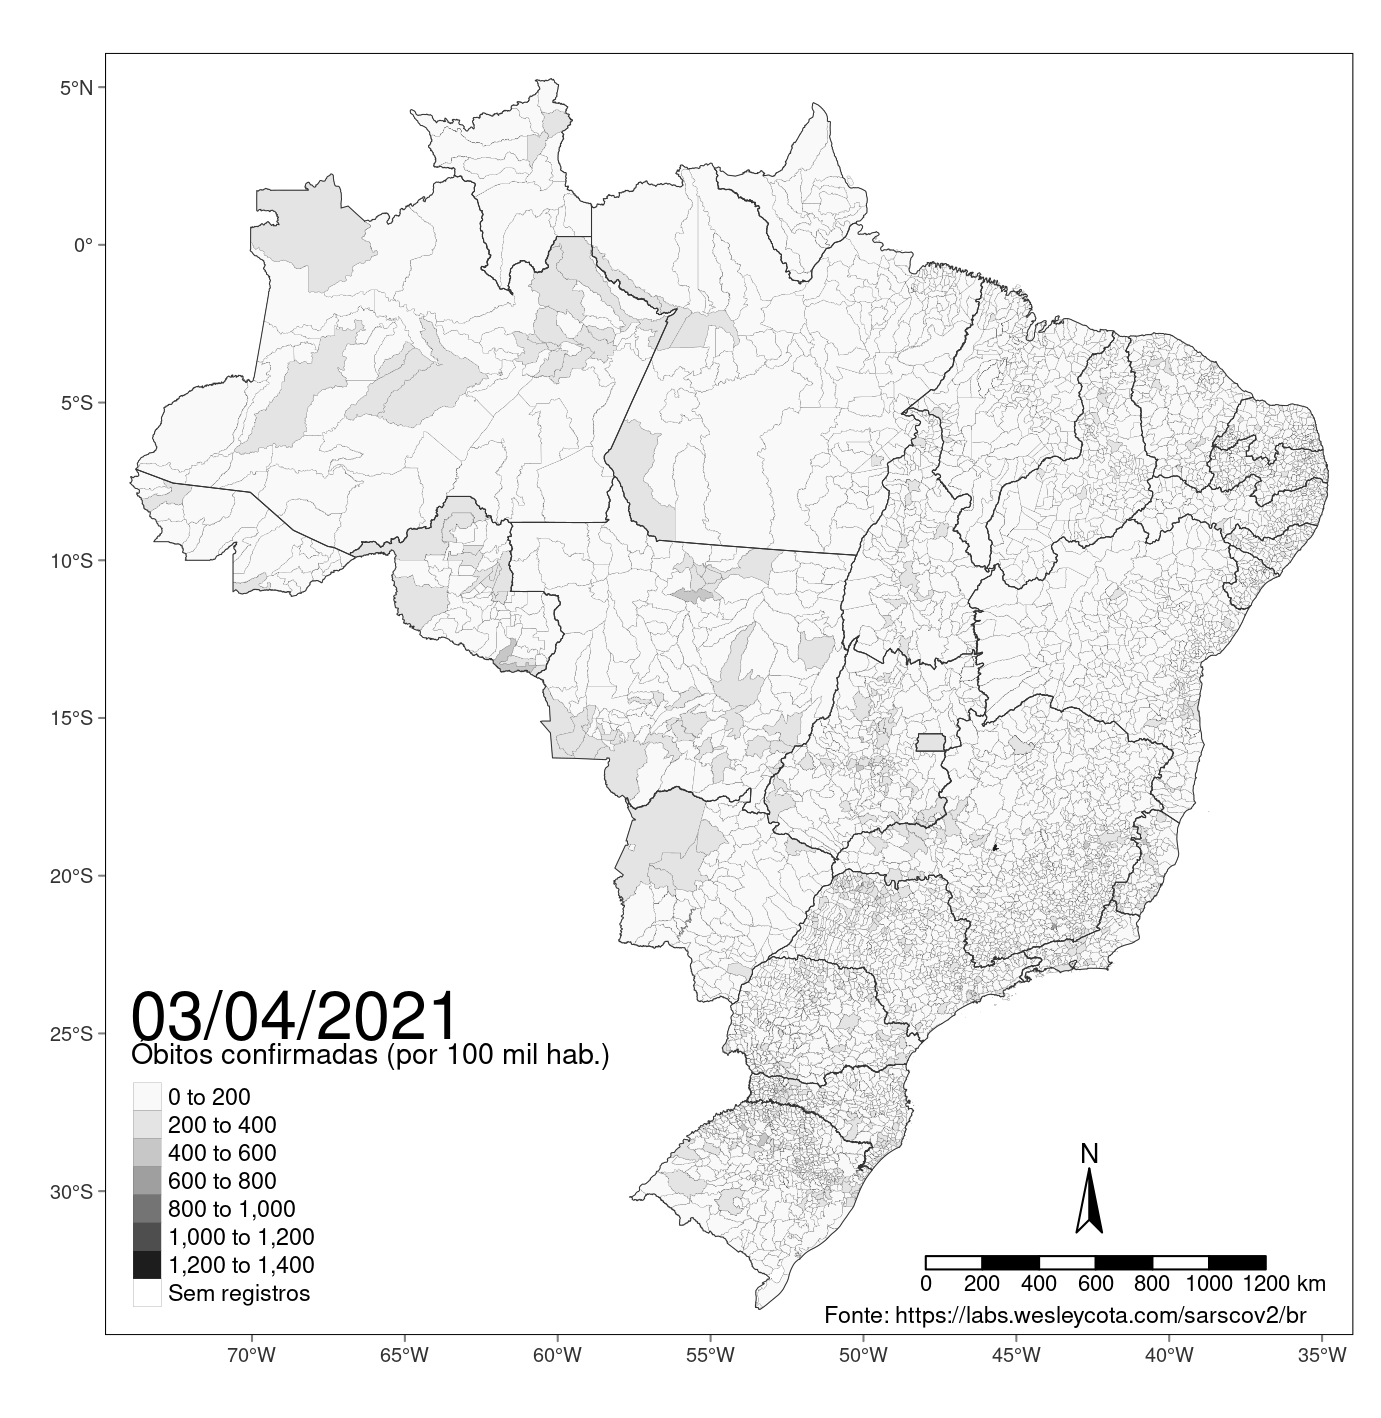 5°N
0°
5°S
10°S
15°S
20°S
25°S
30°S
03/04/2021
Óbitos confirmadas (por 100 mil hab.)
0 to 200
200 to 400
400 to 600
600 to 800
800 to 1,000
1,000 to 1,200
1,200 to 1,400
Sem registros
N
0 200 400 600 800 1000 1200 km
Fonte: https://labs.wesleycota.com/sarscov2/br
70°W 65°W 60°W 55°W 50°W 45°W 40°W 35°W